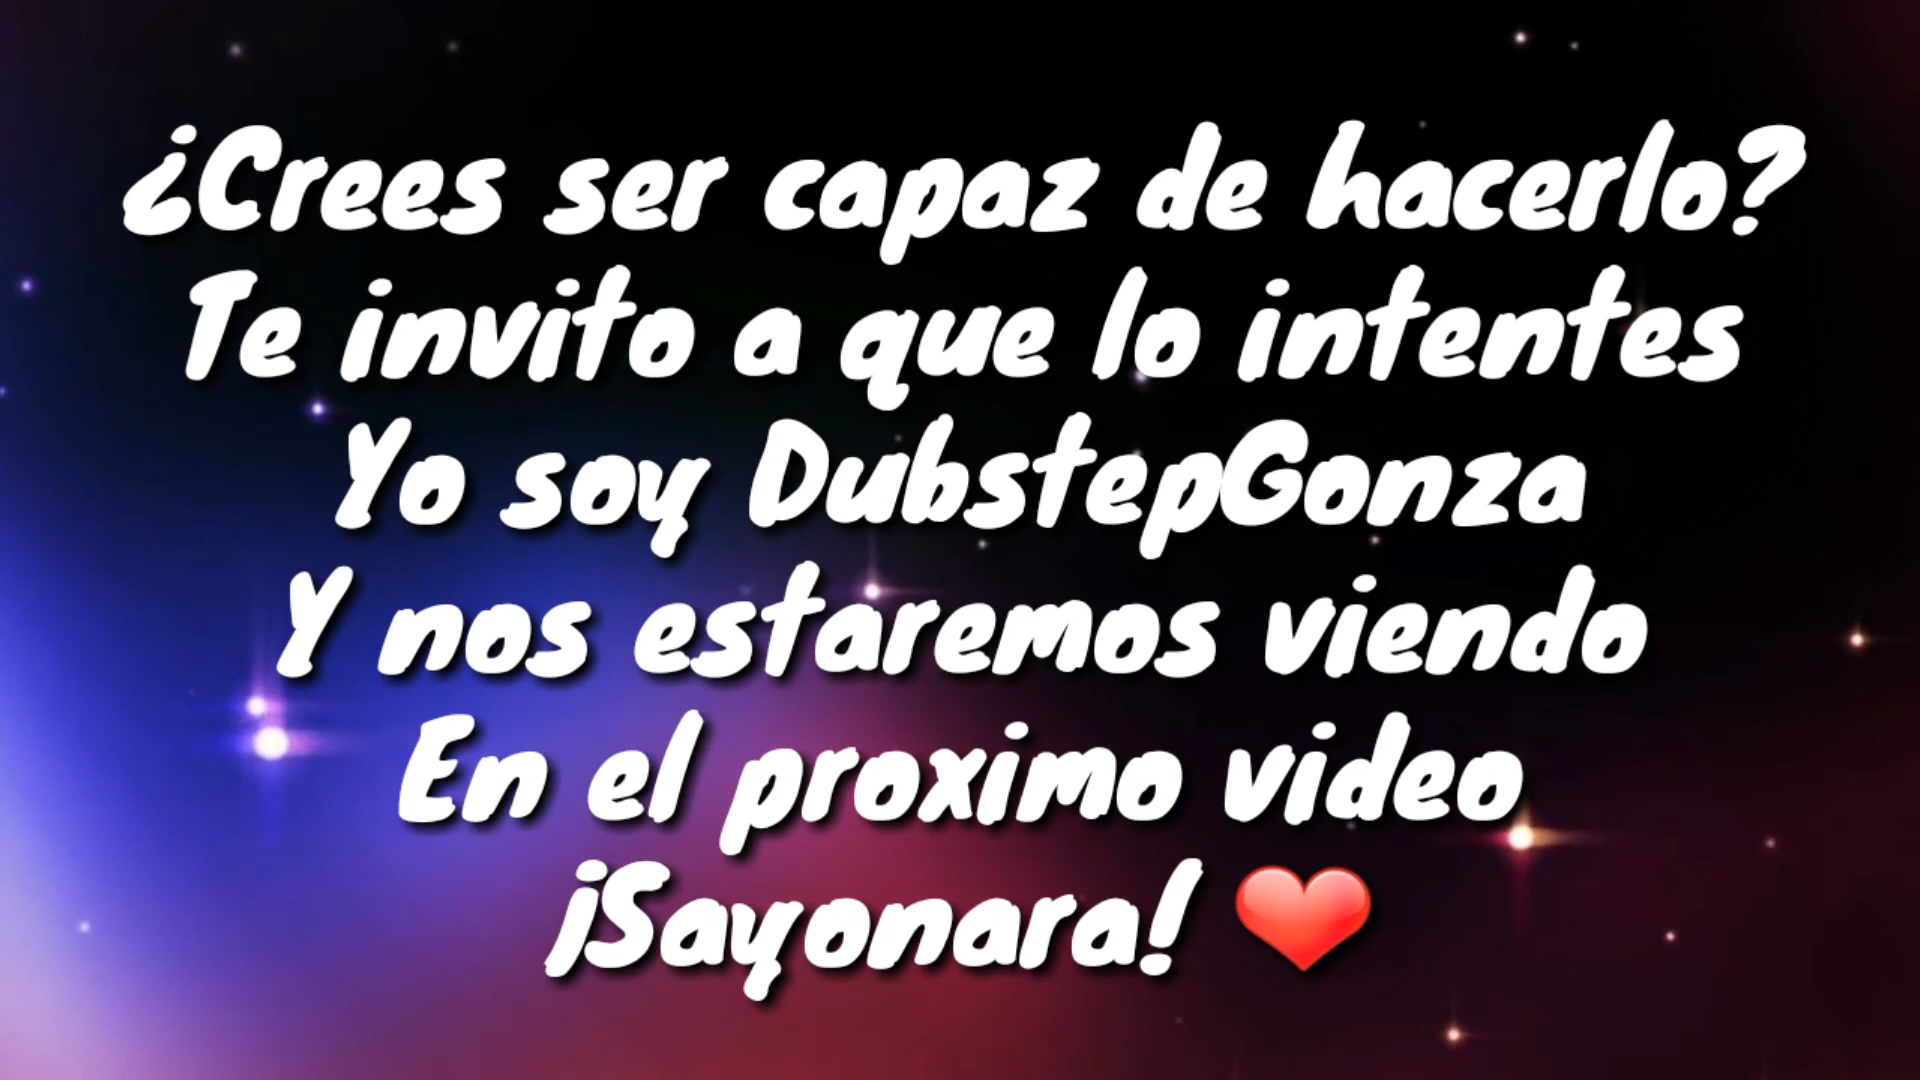 ¿Crees ser capaz de hacerlo?
Te invito a que lo intentes
Yo soy DubstepGonza
Y nos estaremos viendo
En el proximo video
¡Sayonara! ❤